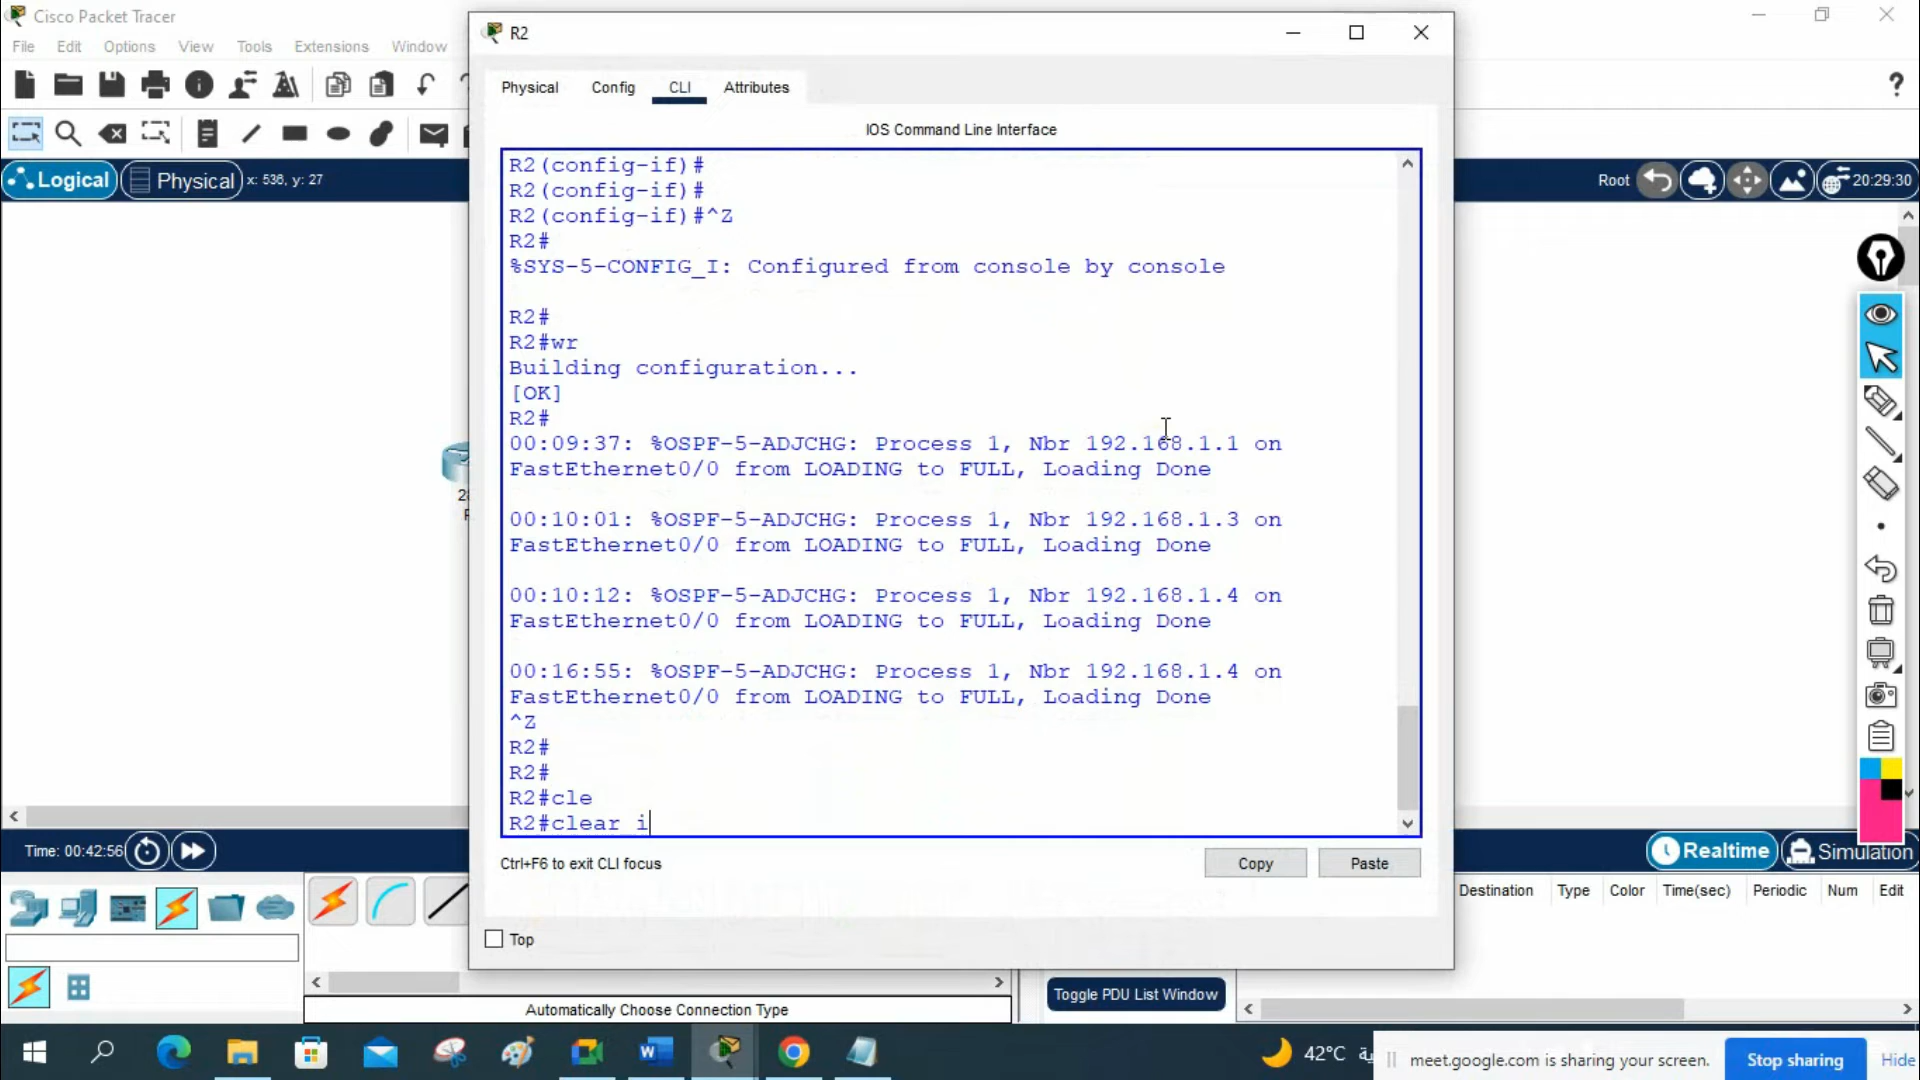 Cisco Packet Tracer
File Edit Options View Tools Extensions Window
R2
Physical Config CLI Attributes
IOS Command Line Interface
Logical Physical x: 536, y: 27
Root 20:29:30
R2(config-if)#
R2(config-if)#
R2(config-if)#^Z
R2#
%SYS-5-CONFIG_I: Configured from console by console
R2#
R2#wr
Building configuration...
[OK]
R2#
00:09:37: %OSPF-5-ADJCHG: Process 1, Nbr 192.168.1.1 on
FastEthernet0/0 from LOADING to FULL, Loading Done
00:10:01: %OSPF-5-ADJCHG: Process 1, Nbr 192.168.1.3 on
FastEthernet0/0 from LOADING to FULL, Loading Done
00:10:12: %OSPF-5-ADJCHG: Process 1, Nbr 192.168.1.4 on
FastEthernet0/0 from LOADING to FULL, Loading Done
00:16:55: %OSPF-5-ADJCHG: Process 1, Nbr 192.168.1.4 on
FastEthernet0/0 from LOADING to FULL, Loading Done
^Z
R2#
R2#
R2#cle
R2#clear i
Ctrl+F6 to exit CLI focus
Copy Paste
Top
Time: 00:42:56
Realtime Simulation
Destination Type Color Time(sec) Periodic Num Edit
Toggle PDU List Window
Automatically Choose Connection Type
42°C
meet.google.com is sharing your screen. Stop sharing Hide